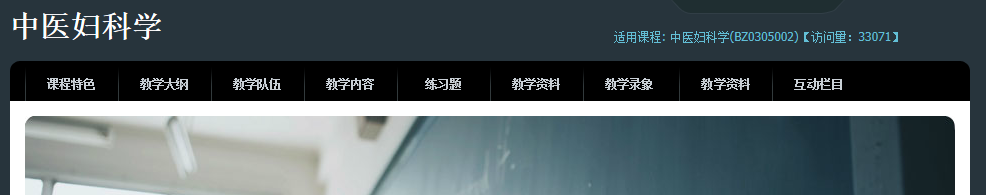 中医妇科学
适用课程: 中医妇科学(BZ0305002)【访问量：33071】
课程特色 教学大纲 教学队伍 教学内容 练习题 教学资料 教学录象 教学资料 互动栏目